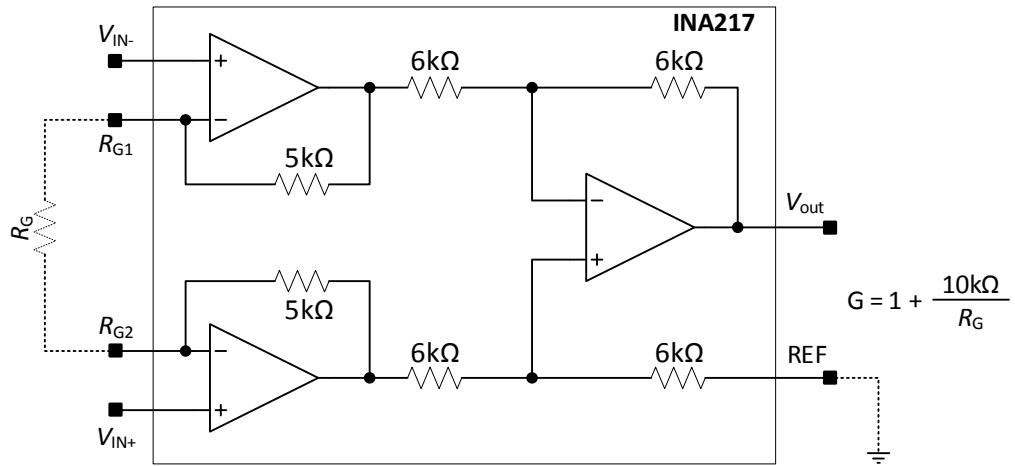 INA217
V_IN-
6kΩ
6kΩ
+
−
R_G1
5kΩ
R_G
−
+
V_out
5kΩ
G = 1 + 10kΩ / R_G
R_G2
−
+
6kΩ
6kΩ
REF
V_IN+